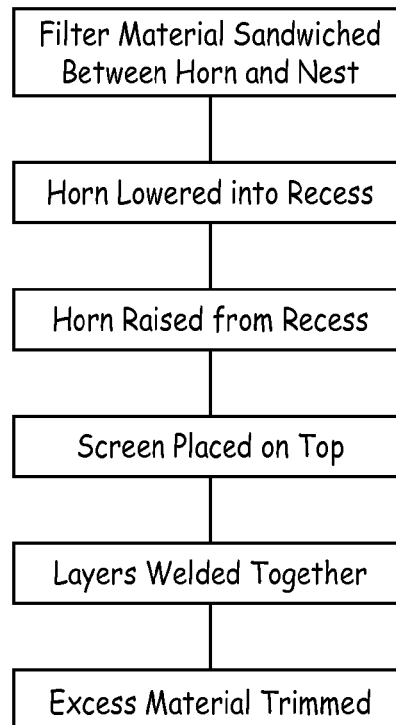 Filter Material Sandwiched
Between Horn and Nest
Horn Lowered into Recess
Horn Raised from Recess
Screen Placed on Top
Layers Welded Together
Excess Material Trimmed